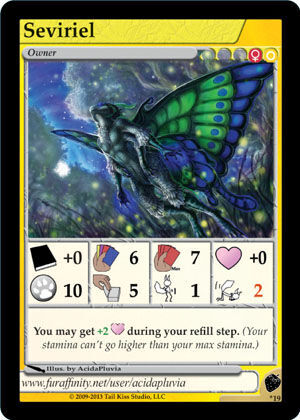 Seviriel
Owner
+0 6 7 +0
Max
10 5 1 2
You may get +2 during your refill step. (Your
stamina can't go higher than your max stamina.)
Illus. by AcidaPluvia
www.furaffinity.net/user/acidapluvia
© 2009-2013 Tail Kiss Studio, LLC
*19